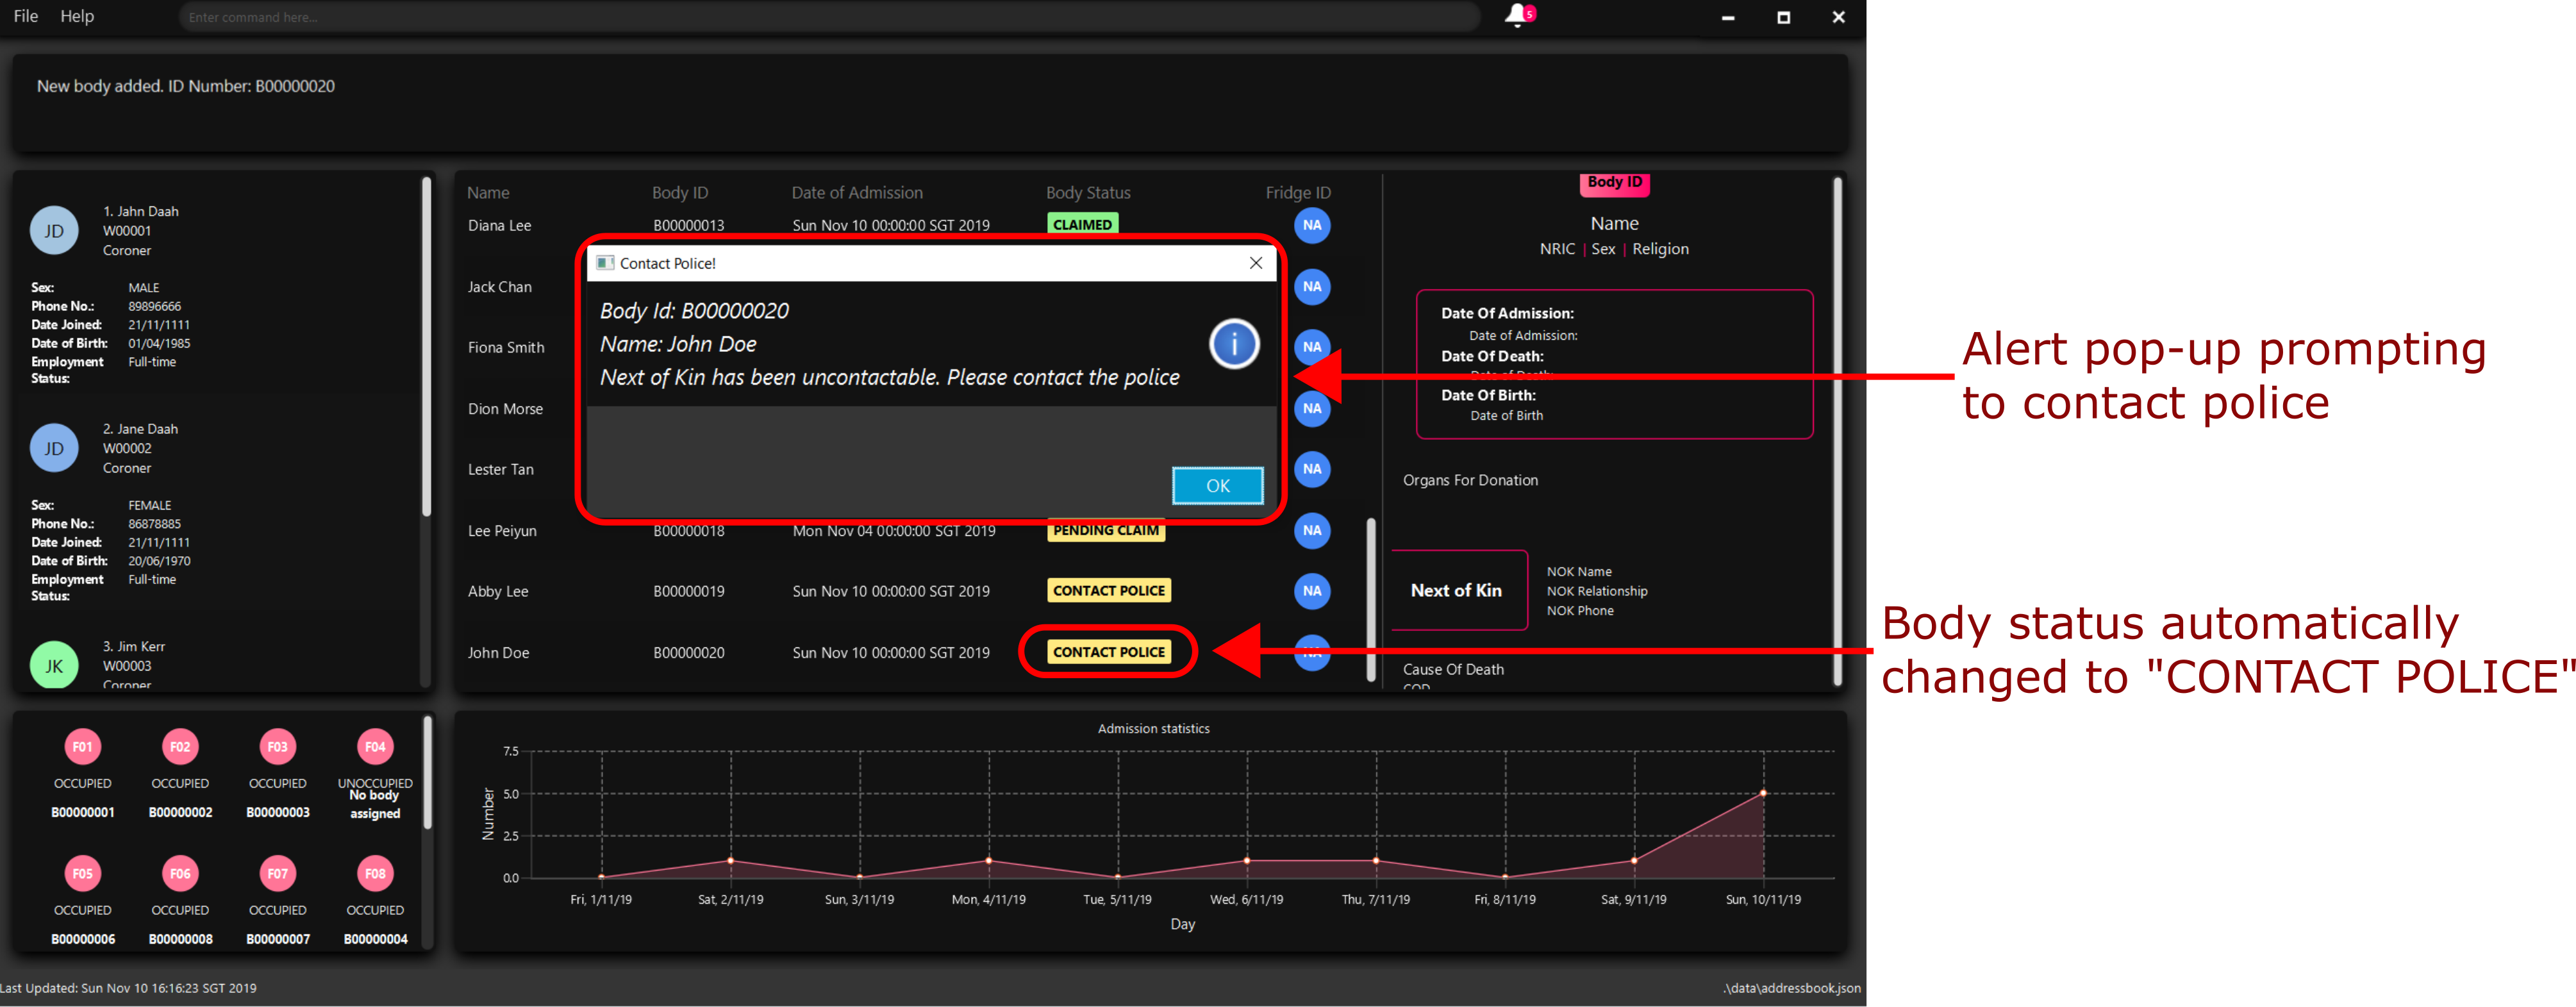 File Help Enter command here... 5
New body added. ID Number: B00000020
1. Jahn Daah
JD W00001
Coroner
Sex: MALE
Phone No.: 89896666
Date Joined: 21/11/1111
Date of Birth: 01/04/1985
Employment Full-time
Status:
2. Jane Daah
JD W00002
Coroner
Sex: FEMALE
Phone No.: 86878885
Date Joined: 21/11/1111
Date of Birth: 20/06/1970
Employment Full-time
Status:
3. Jim Kerr
JK W00003
Coroner
Name Body ID Date of Admission Body Status Fridge ID
Diana Lee B00000013 Sun Nov 10 00:00:00 SGT 2019 CLAIMED NA
Jack Chan NA
Fiona Smith NA
Dion Morse NA
Lester Tan NA
Lee Peiyun B00000018 Mon Nov 04 00:00:00 SGT 2019 PENDING CLAIM NA
Abby Lee B00000019 Sun Nov 10 00:00:00 SGT 2019 CONTACT POLICE NA
John Doe B00000020 Sun Nov 10 00:00:00 SGT 2019 CONTACT POLICE NA
Contact Police!
Body Id: B00000020
Name: John Doe
Next of Kin has been uncontactable. Please contact the police
OK
Body ID
Name
NRIC | Sex | Religion
Date Of Admission:
Date of Admission:
Date Of Death:
Date of Death:
Date Of Birth:
Date of Birth
Organs For Donation
Next of Kin
NOK Name
NOK Relationship
NOK Phone
Cause Of Death
COD
Alert pop-up prompting
to contact police
Body status automatically
changed to "CONTACT POLICE"
F01 F02 F03 F04
OCCUPIED OCCUPIED OCCUPIED UNOCCUPIED
B00000001 B00000002 B00000003 No body
assigned
F05 F06 F07 F08
OCCUPIED OCCUPIED OCCUPIED OCCUPIED
B00000006 B00000008 B00000007 B00000004
Admission statistics
Number
7.5
5.0
2.5
0.0
Fri, 1/11/19 Sat, 2/11/19 Sun, 3/11/19 Mon, 4/11/19 Tue, 5/11/19 Wed, 6/11/19 Thu, 7/11/19 Fri, 8/11/19 Sat, 9/11/19 Sun, 10/11/19
Day
Last Updated: Sun Nov 10 16:16:23 SGT 2019 .\data\addressbook.json